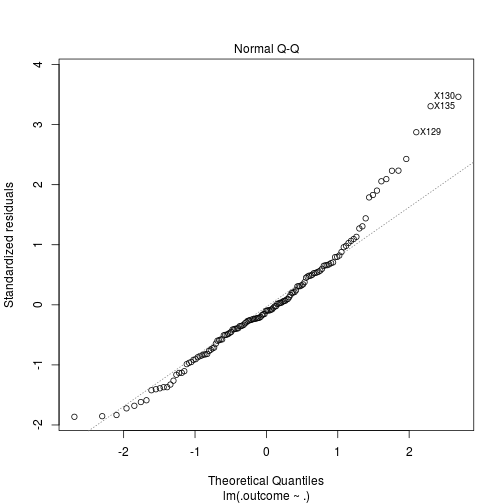 Normal Q-Q
4
3
2
1
0
-1
-2
X130
X135
X129
Standardized residuals
-2 -1 0 1 2
Theoretical Quantiles
lm(.outcome ~ .)